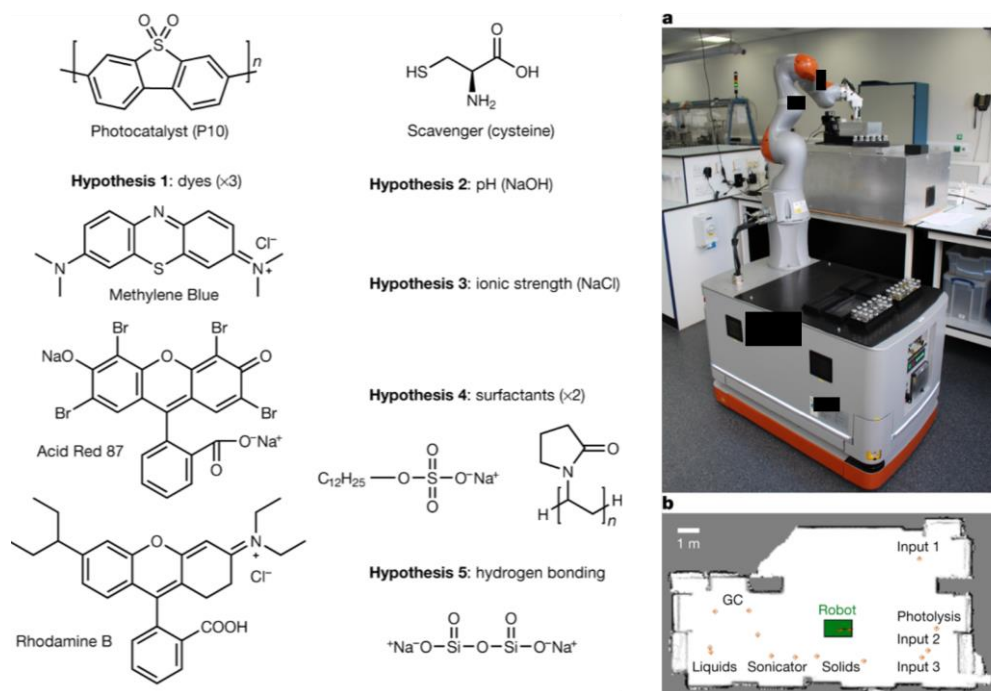 O O
S
n
Photocatalyst (P10)
O
HS
OH
NH₂
Scavenger (cysteine)
Hypothesis 1: dyes (×3)
N
Cl⁻
N
S
N
+
Methylene Blue
Br
Br
NaO
O
O
Br
Br
O⁻Na⁺
O
Acid Red 87
O
N
+
Cl⁻
COOH
Rhodamine B
Hypothesis 2: pH (NaOH)
Hypothesis 3: ionic strength (NaCl)
Hypothesis 4: surfactants (×2)
O
C₁₂H₂₅
O
S
O⁻Na⁺
O
N
O
H
H
n
Hypothesis 5: hydrogen bonding
O O
⁺Na⁻O Si O Si O⁻Na⁺
a
b
1 m
Input 1
GC
Robot
Photolysis
Input 2
Liquids Sonicator Solids Input 3